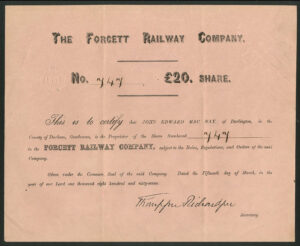 THE FORCETT RAILWAY COMPANY.
No. 747 £20. SHARE.
This is to certify that JOHN EDWARD MAC NAY of Darlington, in the
County of Durham, Gentleman, is the Proprietor of the Share Numbered 747
in the FORCETT RAILWAY COMPANY, subject to the Rules, Regulations, and Orders of the said
Company.
Given under the Common Seal of the said Company Dated the Fifteenth day of March, in the
year of our Lord one thousand eight hundred and sixty-seven.
Richardson
Secretary.